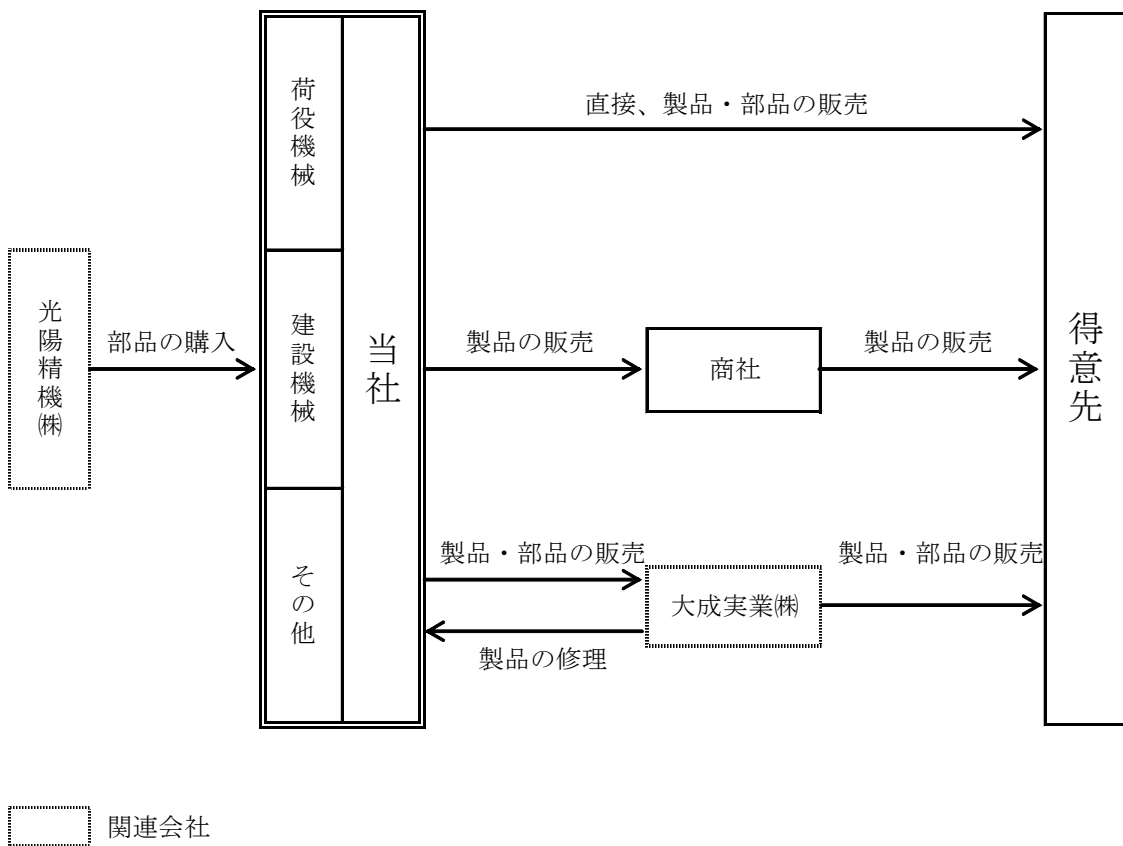 荷役機械
直接、製品・部品の販売
光陽精機㈱
部品の購入
建設機械
当社
製品の販売
商社
製品の販売
得意先
その他
製品・部品の販売
大成実業㈱
製品・部品の販売
製品の修理
関連会社